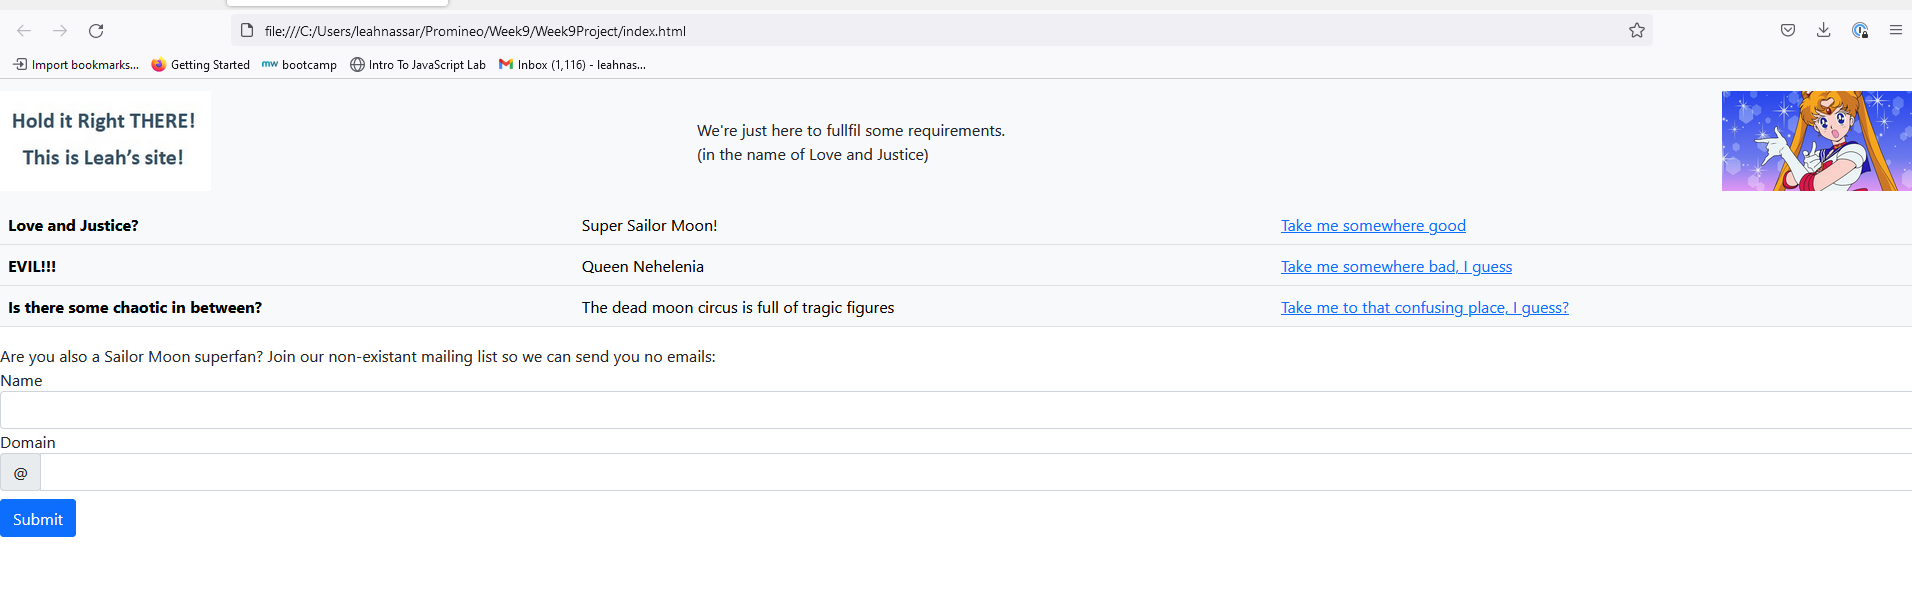 file:///C:/Users/leahnassar/Promineo/Week9/Week9Project/index.html
Import bookmarks... Getting Started mw bootcamp Intro To JavaScript Lab Inbox (1,116) - leahnas...
Hold it Right THERE!
This is Leah's site!
We're just here to fullfil some requirements.
(in the name of Love and Justice)
Love and Justice? Super Sailor Moon! Take me somewhere good
EVIL!!! Queen Nehelenia Take me somewhere bad, I guess
Is there some chaotic in between? The dead moon circus is full of tragic figures Take me to that confusing place, I guess?
Are you also a Sailor Moon superfan? Join our non-existant mailing list so we can send you no emails:
Name
Domain
@
Submit